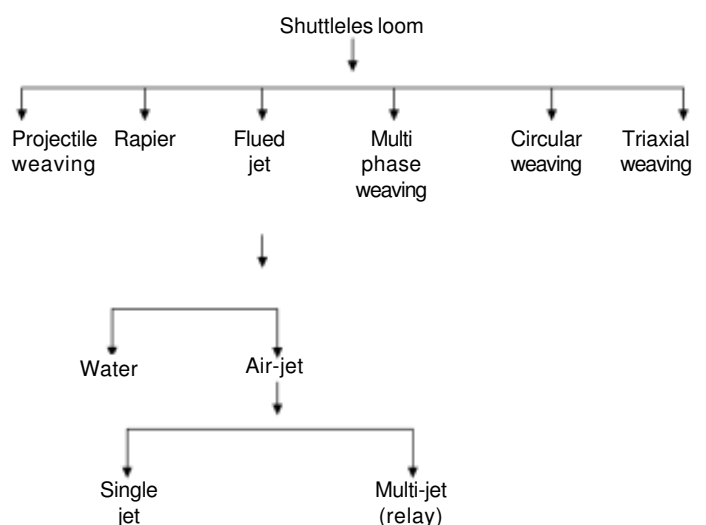 Shuttleles loom
Projectile weaving
Rapier
Flued jet
Multi phase weaving
Circular weaving
Triaxial weaving
Water
Air-jet
Single jet
Multi-jet (relay)